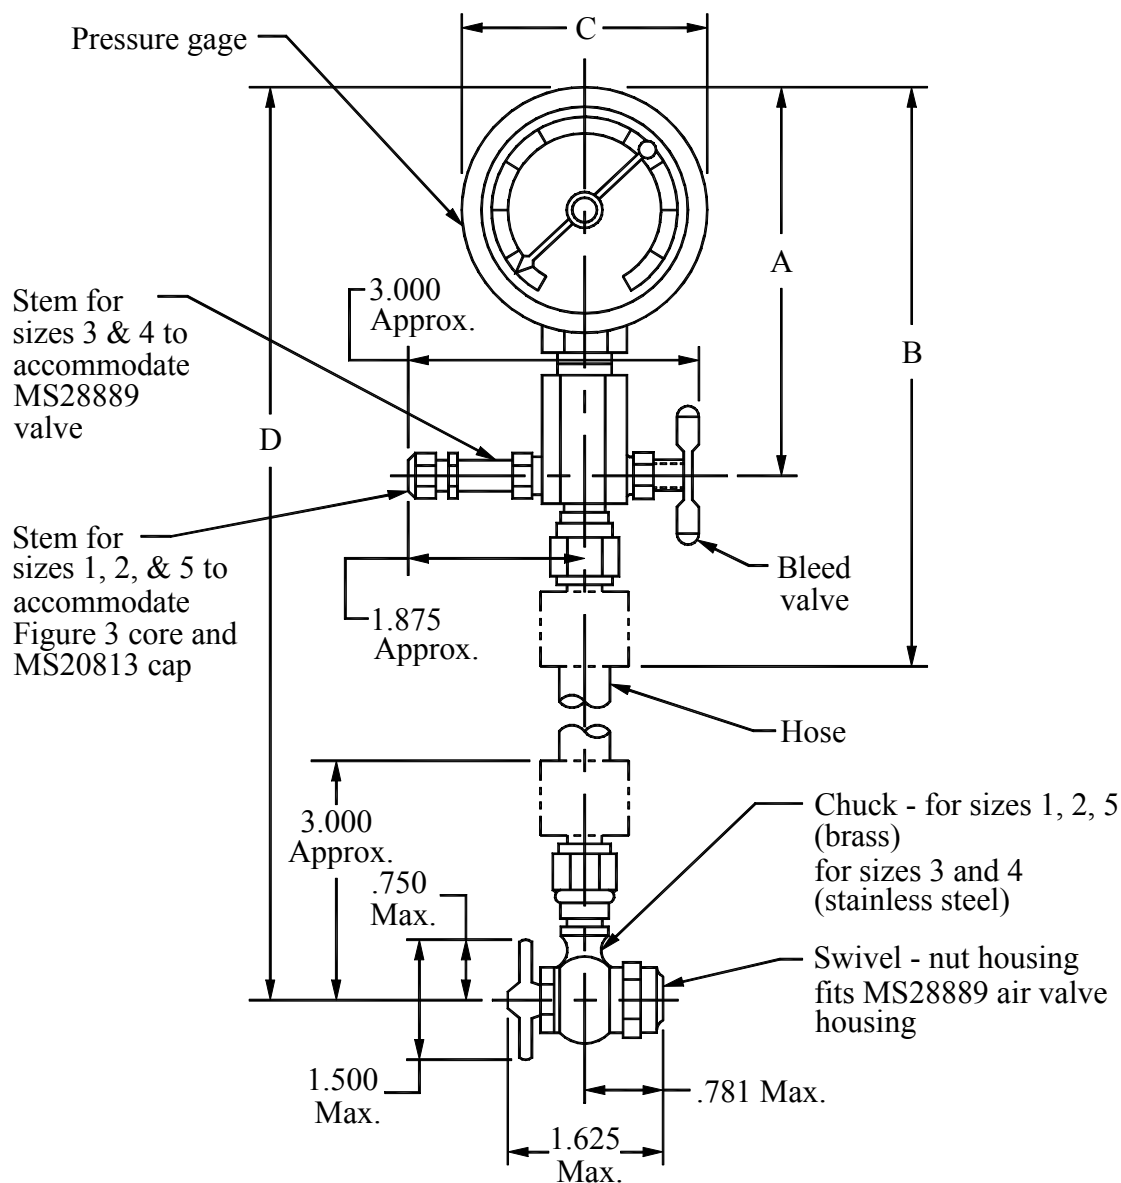 C
Pressure gage
A
3.000
Approx.
Stem for
sizes 3 & 4 to
accommodate
MS28889
valve
B
D
Stem for
sizes 1, 2, & 5 to
accommodate
Figure 3 core and
MS20813 cap
Bleed
valve
1.875
Approx.
Hose
Chuck - for sizes 1, 2, 5
(brass)
for sizes 3 and 4
(stainless steel)
3.000
Approx.
.750
Max.
Swivel - nut housing
fits MS28889 air valve
housing
1.500
Max.
.781 Max.
1.625
Max.